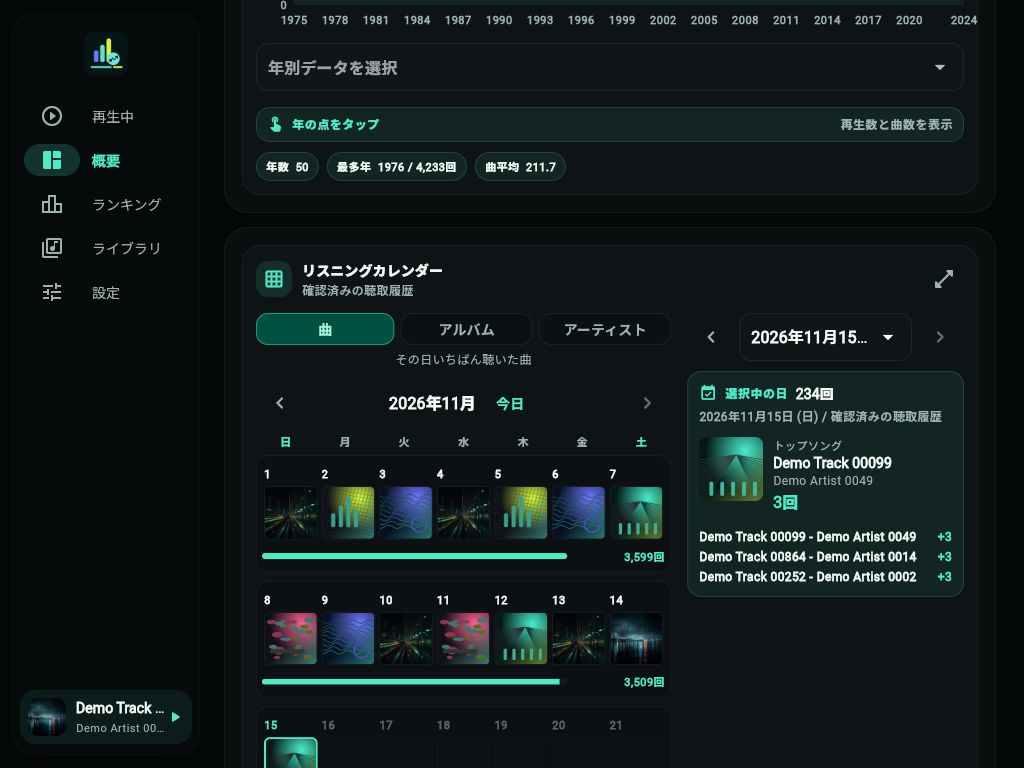 0
1975 1978 1981 1984 1987 1990 1993 1996 1999 2002 2005 2008 2011 2014 2017 2020 2024
年別データを選択
年の点をタップ 再生数と曲数を表示
年数 50 最多年 1976 / 4,233回 曲平均 211.7
再生中
概要
ランキング
ライブラリ
設定
リスニングカレンダー
確認済みの聴取履歴
曲 アルバム アーティスト
その日いちばん聴いた曲
2026年11月 今日
日 月 火 水 木 金 土
1 2 3 4 5 6 7
3,599回
8 9 10 11 12 13 14
3,509回
15 16 17 18 19 20 21
2026年11月15...
選択中の日 234回
2026年11月15日 (日) / 確認済みの聴取履歴
トップソング
Demo Track 00099
Demo Artist 0049
3回
Demo Track 00099 - Demo Artist 0049 +3
Demo Track 00864 - Demo Artist 0014 +3
Demo Track 00252 - Demo Artist 0002 +3
Demo Track ...
Demo Artist 00...